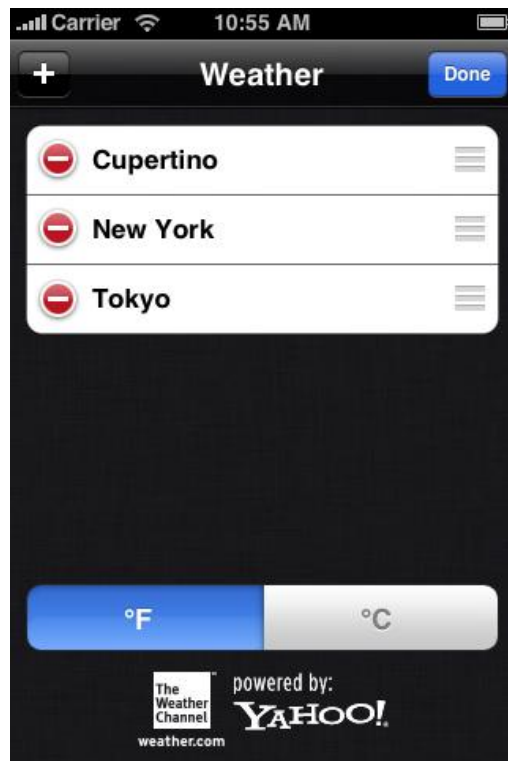 Carrier 10:55 AM
+ Weather Done
Cupertino
New York
Tokyo
°F °C
The
Weather
Channel
weather.com
powered by:
YAHOO!